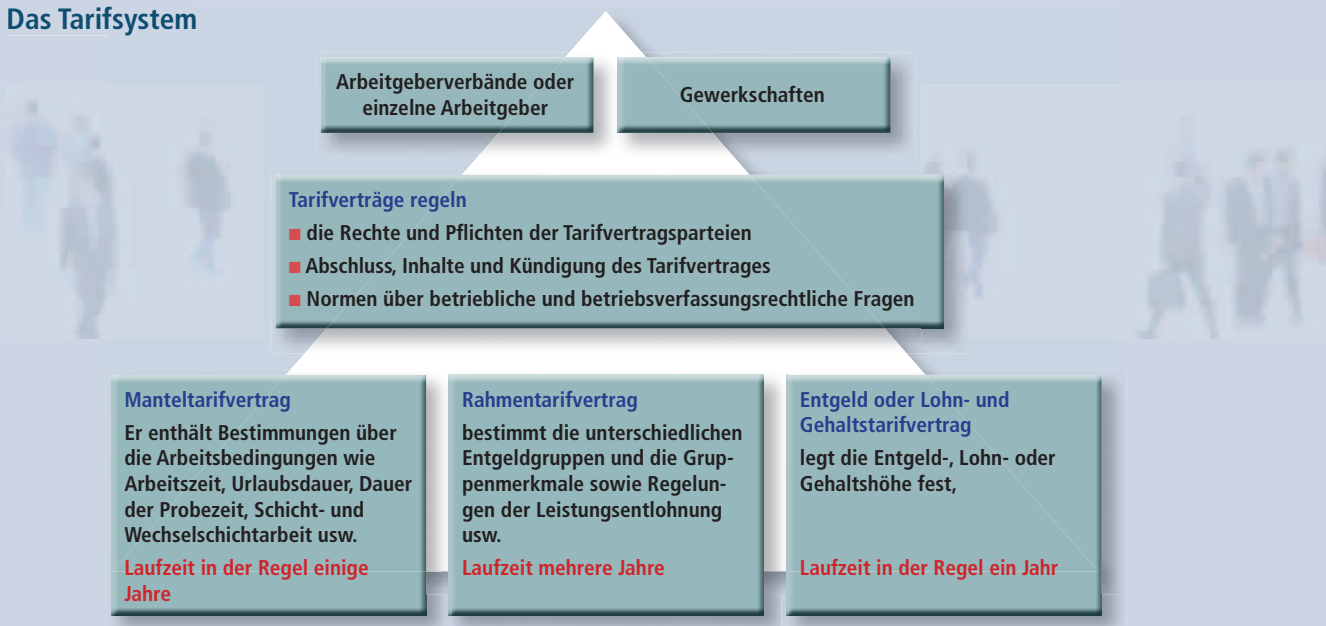 Das Tarifsystem
Arbeitgeberverbände oder
einzelne Arbeitgeber
Gewerkschaften
Tarifverträge regeln
■ die Rechte und Pflichten der Tarifvertragsparteien
■ Abschluss, Inhalte und Kündigung des Tarifvertrages
■ Normen über betriebliche und betriebsverfassungsrechtliche Fragen
Manteltarifvertrag
Er enthält Bestimmungen über
die Arbeitsbedingungen wie
Arbeitszeit, Urlaubsdauer, Dauer
der Probezeit, Schicht- und
Wechselschichtarbeit usw.
Laufzeit in der Regel einige
Jahre
Rahmentarifvertrag
bestimmt die unterschiedlichen
Entgeldgruppen und die Grup-
penmerkmale sowie Regelun-
gen der Leistungsentlohnung
usw.
Laufzeit mehrere Jahre
Entgeld oder Lohn- und
Gehaltstarifvertrag
legt die Entgeld-, Lohn- oder
Gehaltshöhe fest,
Laufzeit in der Regel ein Jahr